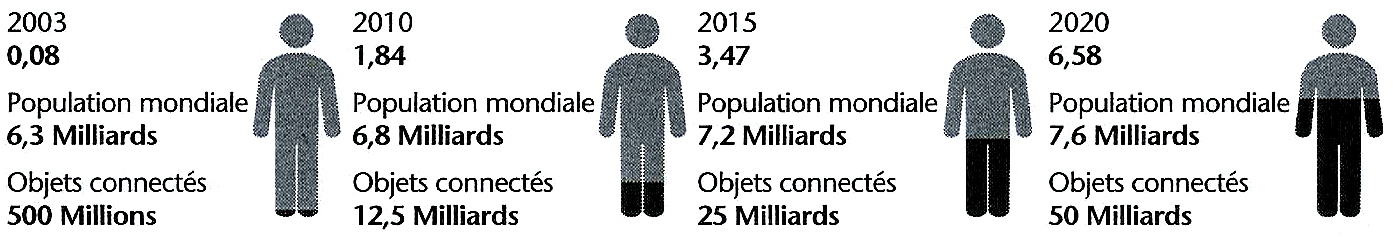 2003
0,08
Population mondiale
6,3 Milliards
Objets connectés
500 Millions
2010
1,84
Population mondiale
6,8 Milliards
Objets connectés
12,5 Milliards
2015
3,47
Population mondiale
7,2 Milliards
Objets connectés
25 Milliards
2020
6,58
Population mondiale
7,6 Milliards
Objets connectés
50 Milliards